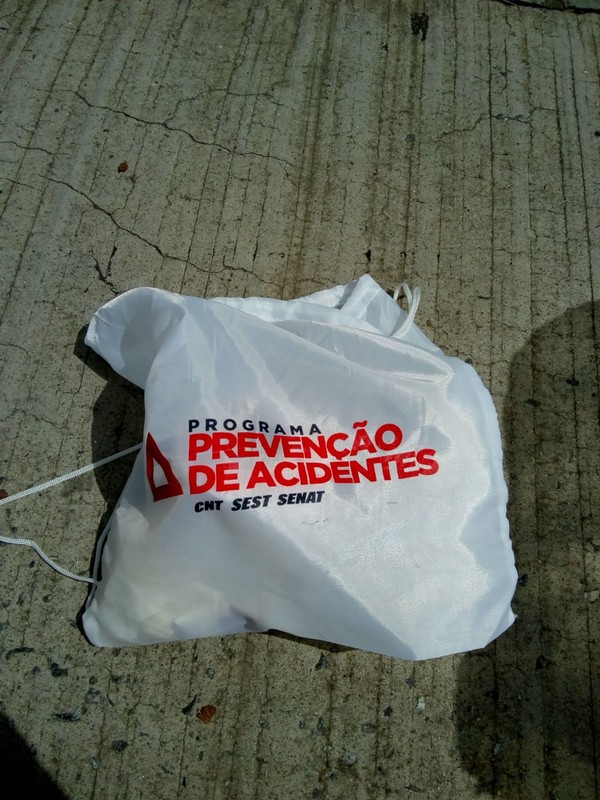 PROGRAMA
PREVENÇÃO
DE ACIDENTES
CNT SEST SENAT